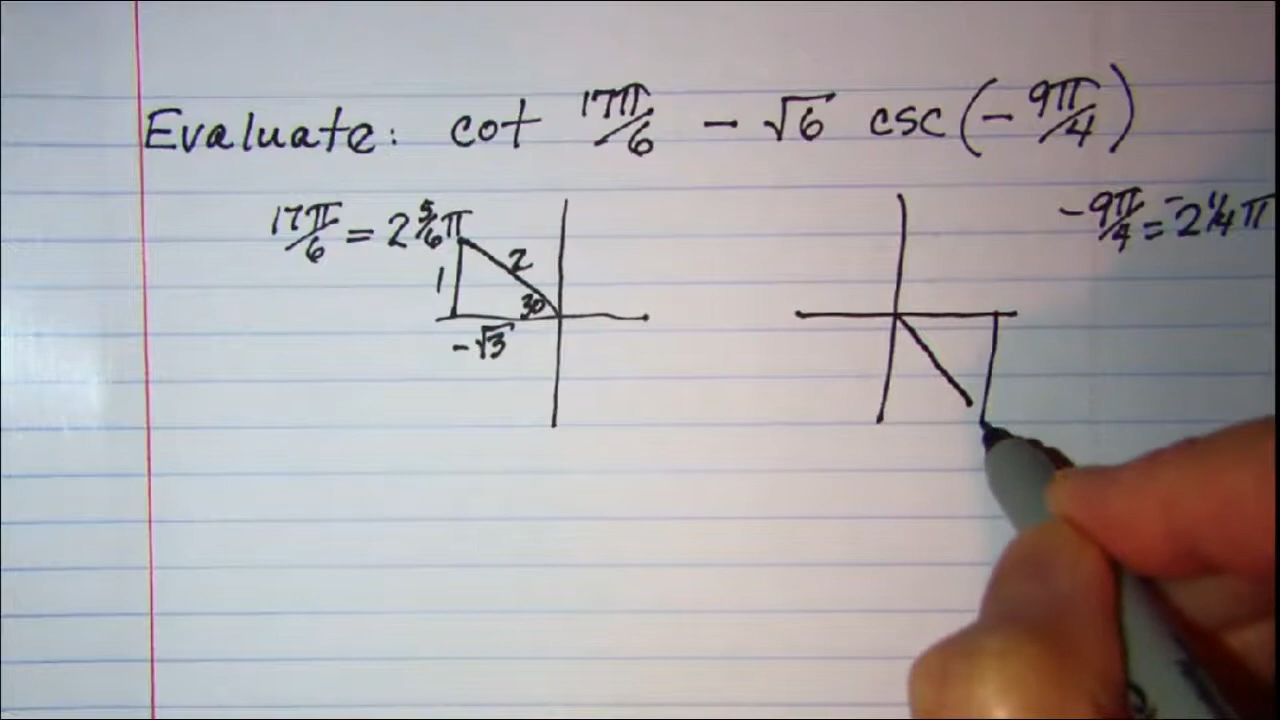 Evaluate: cot 17π/6 - √6 csc(-9π/4)
17π/6 = 2 5/6 π
-9π/4 = -2 1/4 π
2
1
30
-√3